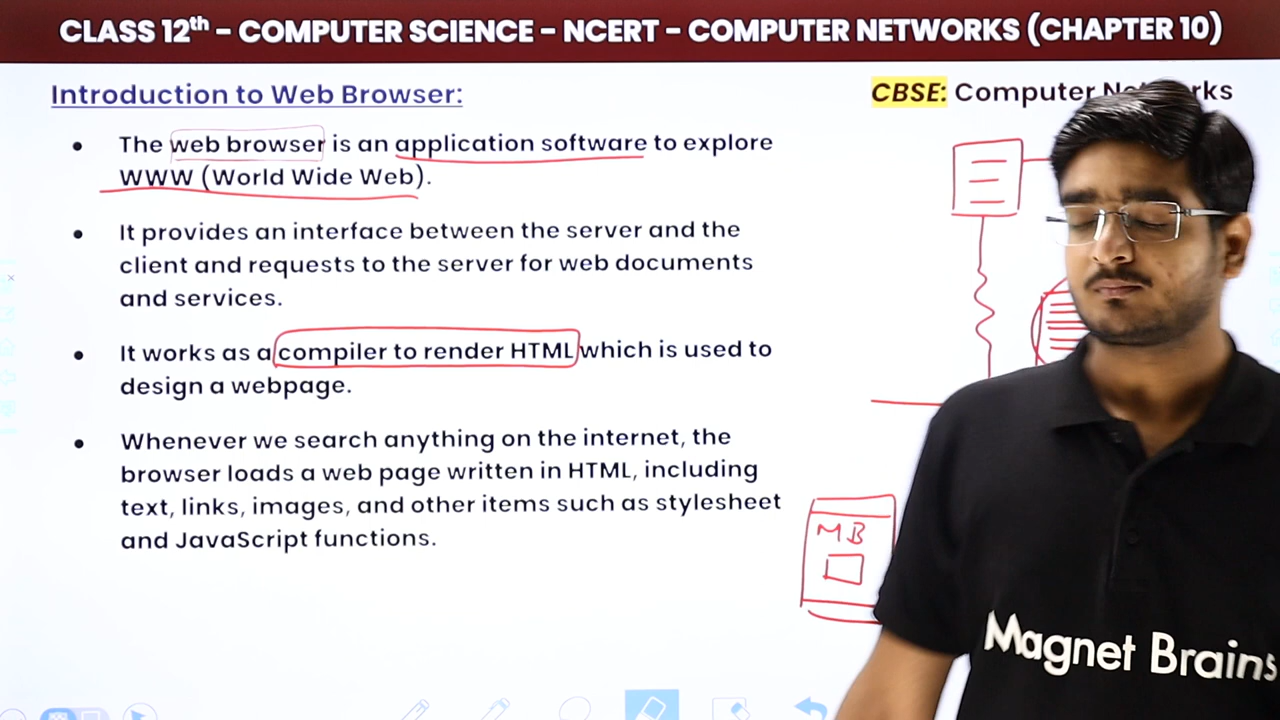 CLASS 12th – COMPUTER SCIENCE – NCERT – COMPUTER NETWORKS (CHAPTER 10)
Introduction to Web Browser:
CBSE: Computer
• The web browser is an application software to explore
WWW (World Wide Web).
• It provides an interface between the server and the
client and requests to the server for web documents
and services.
• It works as a compiler to render HTML which is used to
design a webpage.
• Whenever we search anything on the internet, the
browser loads a web page written in HTML, including
text, links, images, and other items such as stylesheet
and JavaScript functions.
MB
Magnet Brains